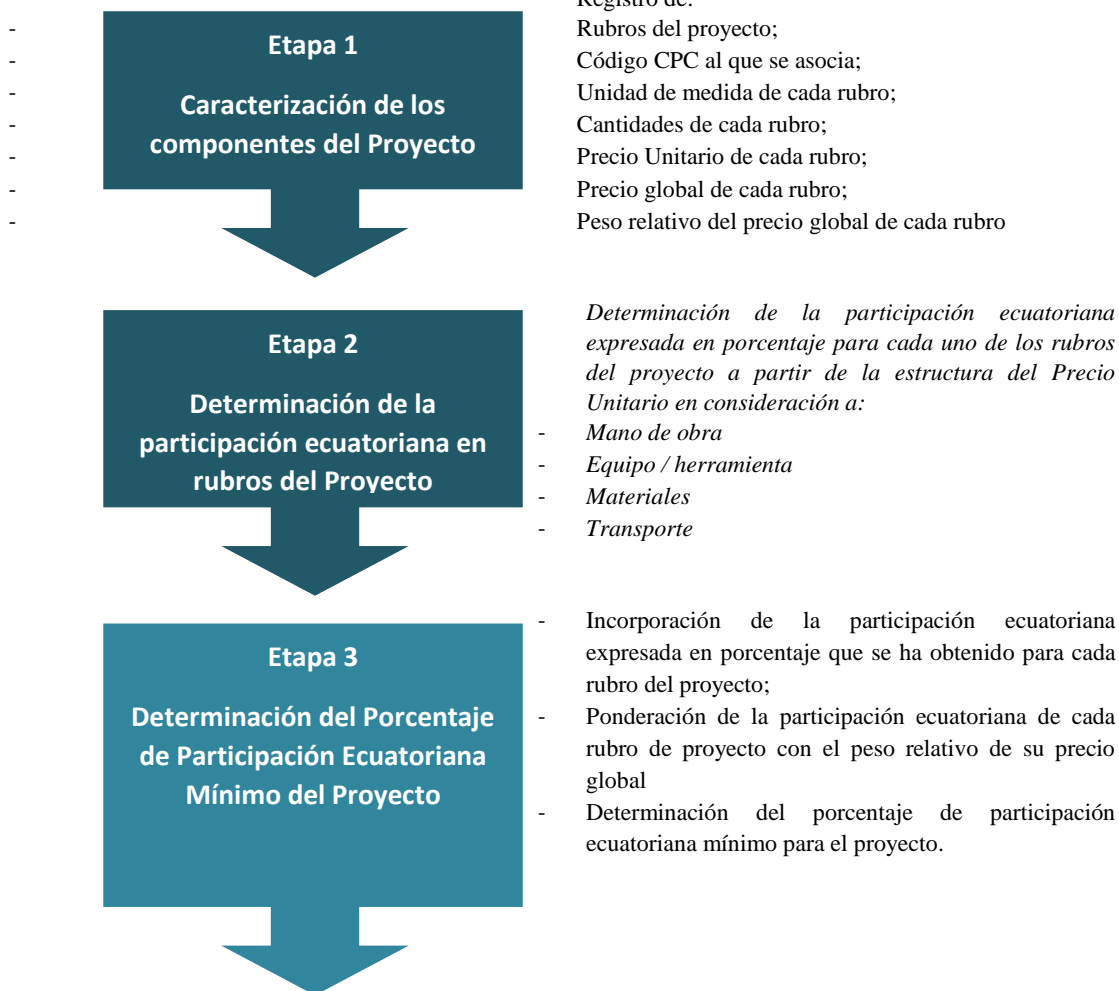 Etapa 1
Caracterización de los
componentes del Proyecto
Registro de:
- Rubros del proyecto;
- Código CPC al que se asocia;
- Unidad de medida de cada rubro;
- Cantidades de cada rubro;
- Precio Unitario de cada rubro;
- Precio global de cada rubro;
- Peso relativo del precio global de cada rubro
Etapa 2
Determinación de la
participación ecuatoriana en
rubros del Proyecto
Determinación de la participación ecuatoriana
expresada en porcentaje para cada uno de los rubros
del proyecto a partir de la estructura del Precio
Unitario en consideración a:
- Mano de obra
- Equipo / herramienta
- Materiales
- Transporte
Etapa 3
Determinación del Porcentaje
de Participación Ecuatoriana
Mínimo del Proyecto
- Incorporación de la participación ecuatoriana
expresada en porcentaje que se ha obtenido para cada
rubro del proyecto;
- Ponderación de la participación ecuatoriana de cada
rubro de proyecto con el peso relativo de su precio
global
- Determinación del porcentaje de participación
ecuatoriana mínimo para el proyecto.